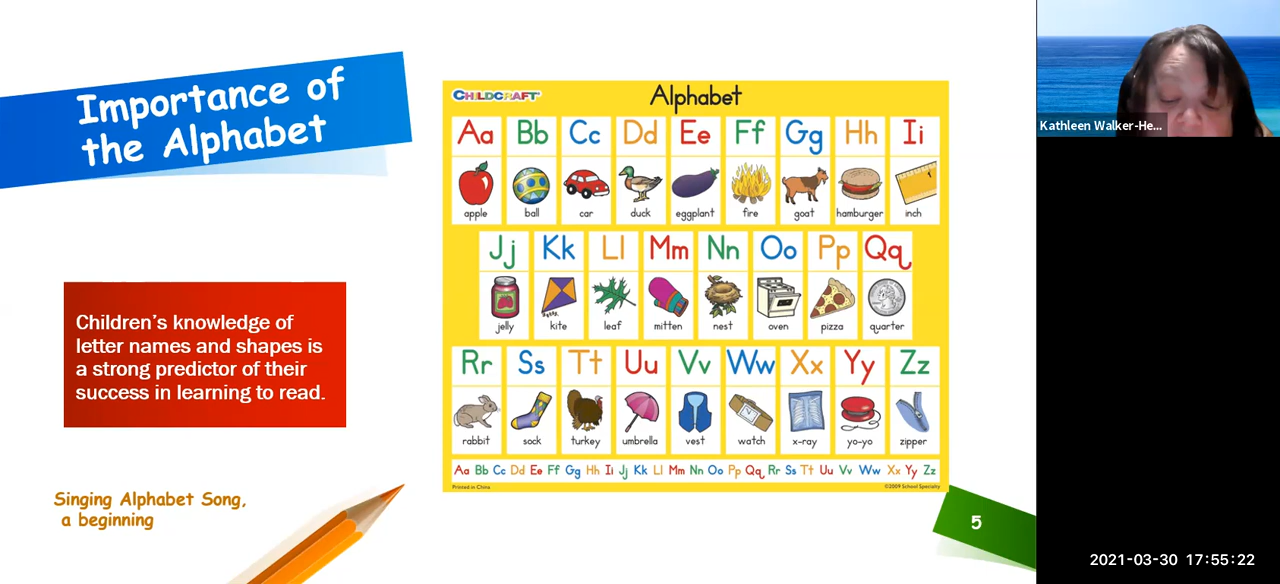 Importance of
the Alphabet
Children's knowledge of
letter names and shapes is
a strong predictor of their
success in learning to read.
Singing Alphabet Song,
a beginning
CHILDCRAFT
Alphabet
Aa Bb Cc Dd Ee Ff Gg Hh Ii
apple ball car duck eggplant fire goat hamburger inch
Jj Kk Ll Mm Nn Oo Pp Qq
jelly kite leaf mitten nest oven pizza quarter
Rr Ss Tt Uu Vv Ww Xx Yy Zz
rabbit sock turkey umbrella vest watch x-ray yo-yo zipper
Aa Bb Cc Dd Ee Ff Gg Hh Ii Jj Kk Ll Mm Nn Oo Pp Qq Rr Ss Tt Uu Vv Ww Xx Yy Zz
Printed in China ©2009 School Specialty
5
Kathleen Walker-He...
2021-03-30 17:55:22